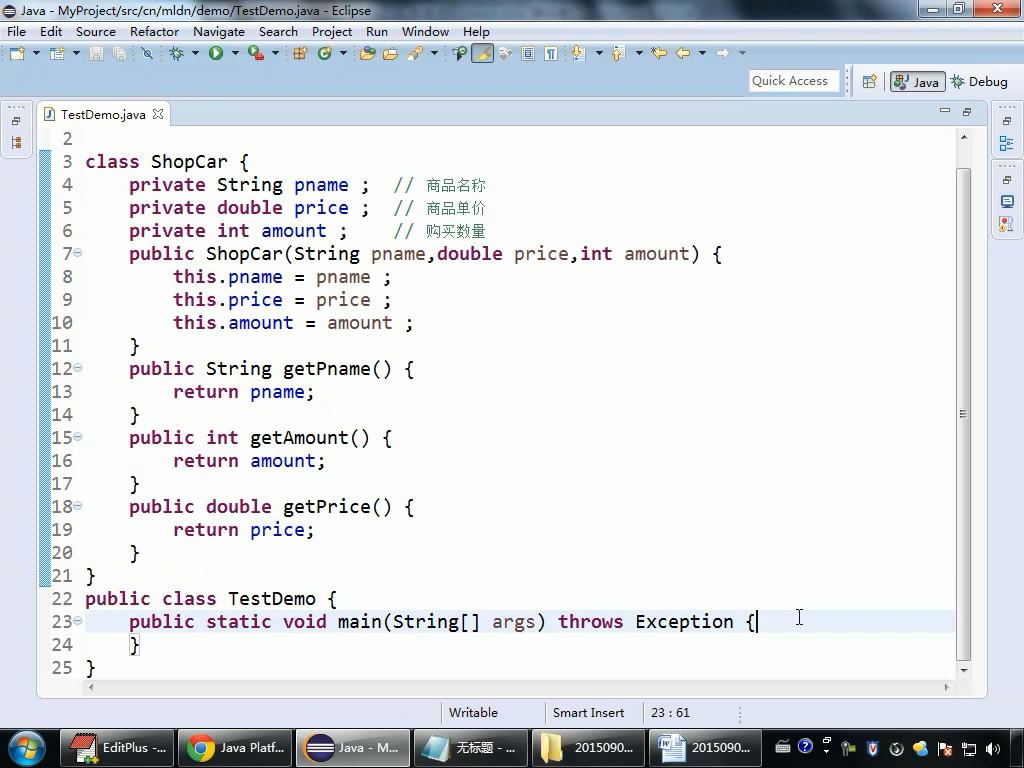 Java - MyProject/src/cn/mldn/demo/TestDemo.java - Eclipse
File Edit Source Refactor Navigate Search Project Run Window Help
Quick Access Java Debug
TestDemo.java
2
3 class ShopCar {
4 private String pname ; // 商品名称
5 private double price ; // 商品单价
6 private int amount ; // 购买数量
7 public ShopCar(String pname,double price,int amount) {
8 this.pname = pname ;
9 this.price = price ;
10 this.amount = amount ;
11 }
12 public String getPname() {
13 return pname;
14 }
15 public int getAmount() {
16 return amount;
17 }
18 public double getPrice() {
19 return price;
20 }
21 }
22 public class TestDemo {
23 public static void main(String[] args) throws Exception {
24 }
25 }
Writable Smart Insert 23 : 61
EditPlus -... Java Platf... Java - M... 无标题 - ... 2015090... 2015090...